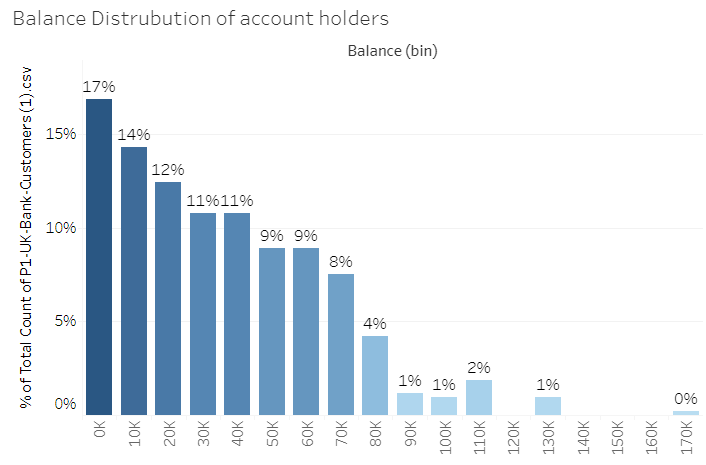 Balance Distrubution of account holders
Balance (bin)
% of Total Count of P1-UK-Bank-Customers (1).csv
17%
15%
14%
12%
11% 11%
10%
9% 9%
8%
5%
4%
1% 1% 2% 1% 0%
0%
0K 10K 20K 30K 40K 50K 60K 70K 80K 90K 100K 110K 120K 130K 140K 150K 160K 170K